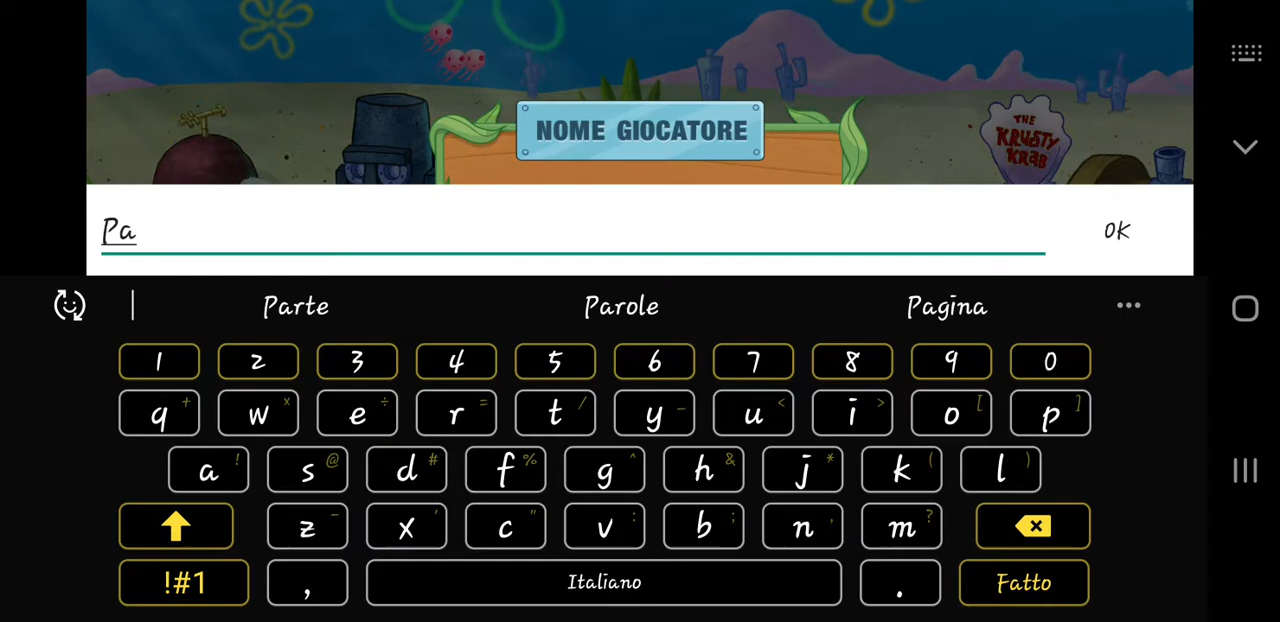 NOME GIOCATORE
THE
KRUSTY
KRAB
Pa
OK
Parte Parole Pagina
1 2 3 4 5 6 7 8 9 0
q + w × e ÷ r = t / y _ u < i > o [ p ]
a ! s @ d # f % g ^ h & j * k ( l )
z - x ' c " v : b ; n , m ?
!#1 , Italiano . Fatto